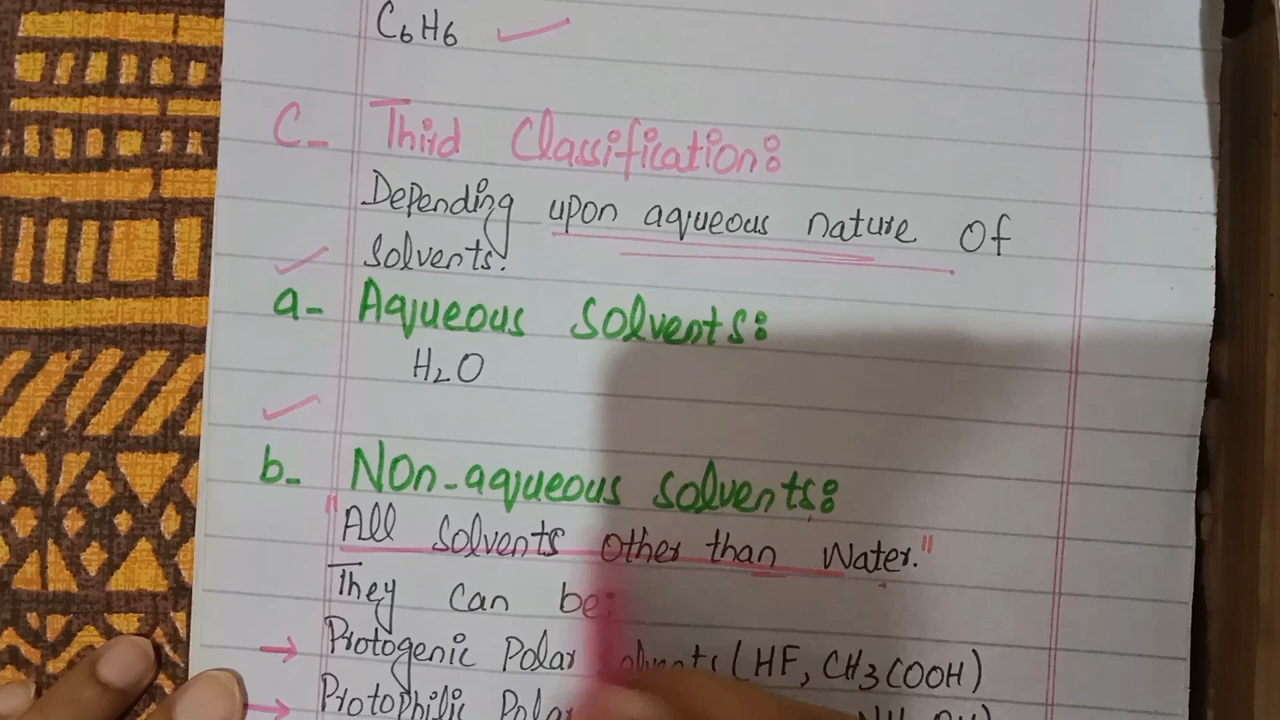 C6H6
C- Third Classification:
Depending upon aqueous nature of
solvents.
a- Aqueous solvents:
H2O
b- Non-aqueous solvents:
"All solvents other than water."
They can be:
→ Protogenic Polar solvents (HF, CH3COOH)
→ Protophilic Polar